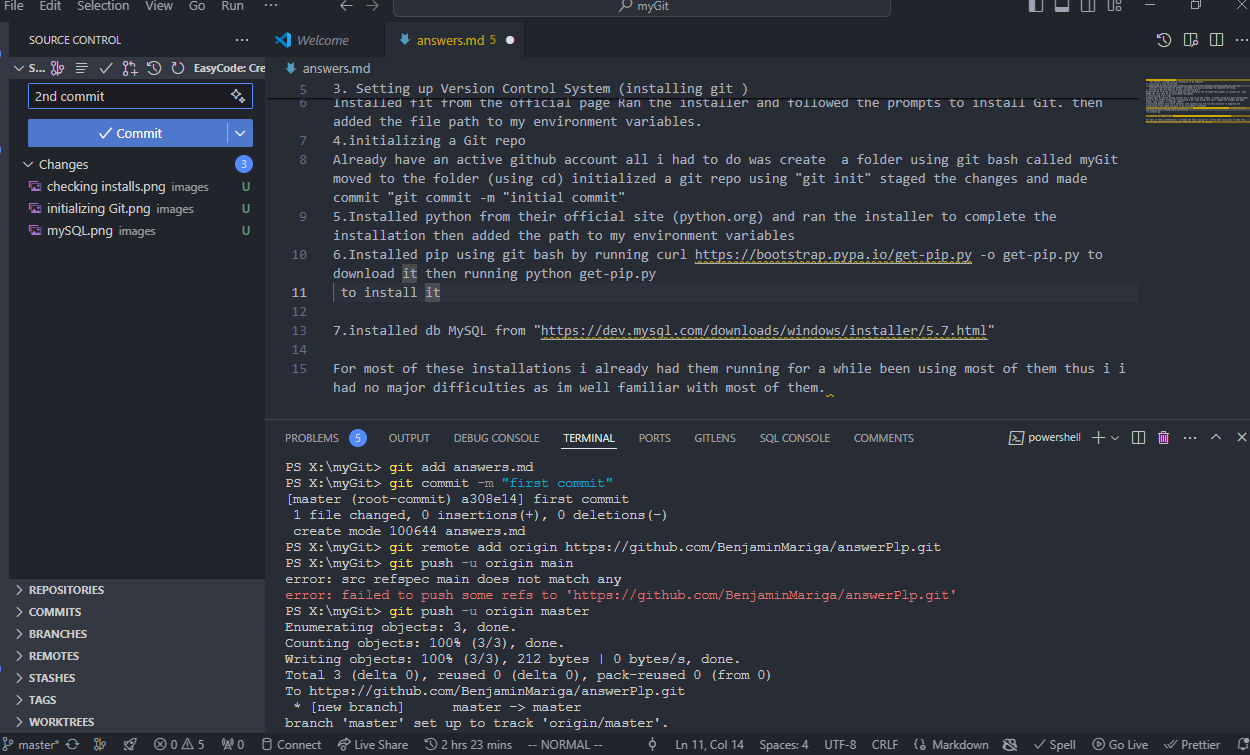 File Edit Selection View Go Run ··· ← → myGit
SOURCE CONTROL ···
Welcome
answers.md 5
S... EasyCode: Cre
answers.md
2nd commit
Commit
Changes 3
checking installs.png images U
initializing Git.png images U
mySQL.png images U
REPOSITORIES
COMMITS
BRANCHES
REMOTES
STASHES
TAGS
WORKTREES
5 3. Setting up Version Control System (installing git )
6 Installed fit from the official page Ran the installer and followed the prompts to install Git. then
added the file path to my environment variables.
7 4.initializing a Git repo
8 Already have an active github account all i had to do was create  a folder using git bash called myGit
moved to the folder (using cd) initialized a git repo using "git init" staged the changes and made
commit "git commit -m "initial commit"
9 5.Installed python from their official site (python.org) and ran the installer to complete the
installation then added the path to my environment variables
10 6.Installed pip using git bash by running curl https://bootstrap.pypa.io/get-pip.py -o get-pip.py to
download it then running python get-pip.py
11 to install it
12
13 7.installed db MySQL from "https://dev.mysql.com/downloads/windows/installer/5.7.html"
14
15 For most of these installations i already had them running for a while been using most of them thus i i
had no major difficulties as im well familiar with most of them.
PROBLEMS 5 OUTPUT DEBUG CONSOLE TERMINAL PORTS GITLENS SQL CONSOLE COMMENTS powershell
PS X:\myGit> git add answers.md
PS X:\myGit> git commit -m "first commit"
[master (root-commit) a308e14] first commit
 1 file changed, 0 insertions(+), 0 deletions(-)
 create mode 100644 answers.md
PS X:\myGit> git remote add origin https://github.com/BenjaminMariga/answerPlp.git
PS X:\myGit> git push -u origin main
error: src refspec main does not match any
error: failed to push some refs to 'https://github.com/BenjaminMariga/answerPlp.git'
PS X:\myGit> git push -u origin master
Enumerating objects: 3, done.
Counting objects: 100% (3/3), done.
Writing objects: 100% (3/3), 212 bytes | 0 bytes/s, done.
Total 3 (delta 0), reused 0 (delta 0), pack-reused 0 (from 0)
To https://github.com/BenjaminMariga/answerPlp.git
 * [new branch]      master -> master
branch 'master' set up to track 'origin/master'.
master* 0 5 0 Connect Live Share 2 hrs 23 mins -- NORMAL -- Ln 11, Col 14 Spaces: 4 UTF-8 CRLF Markdown Spell Go Live Prettier